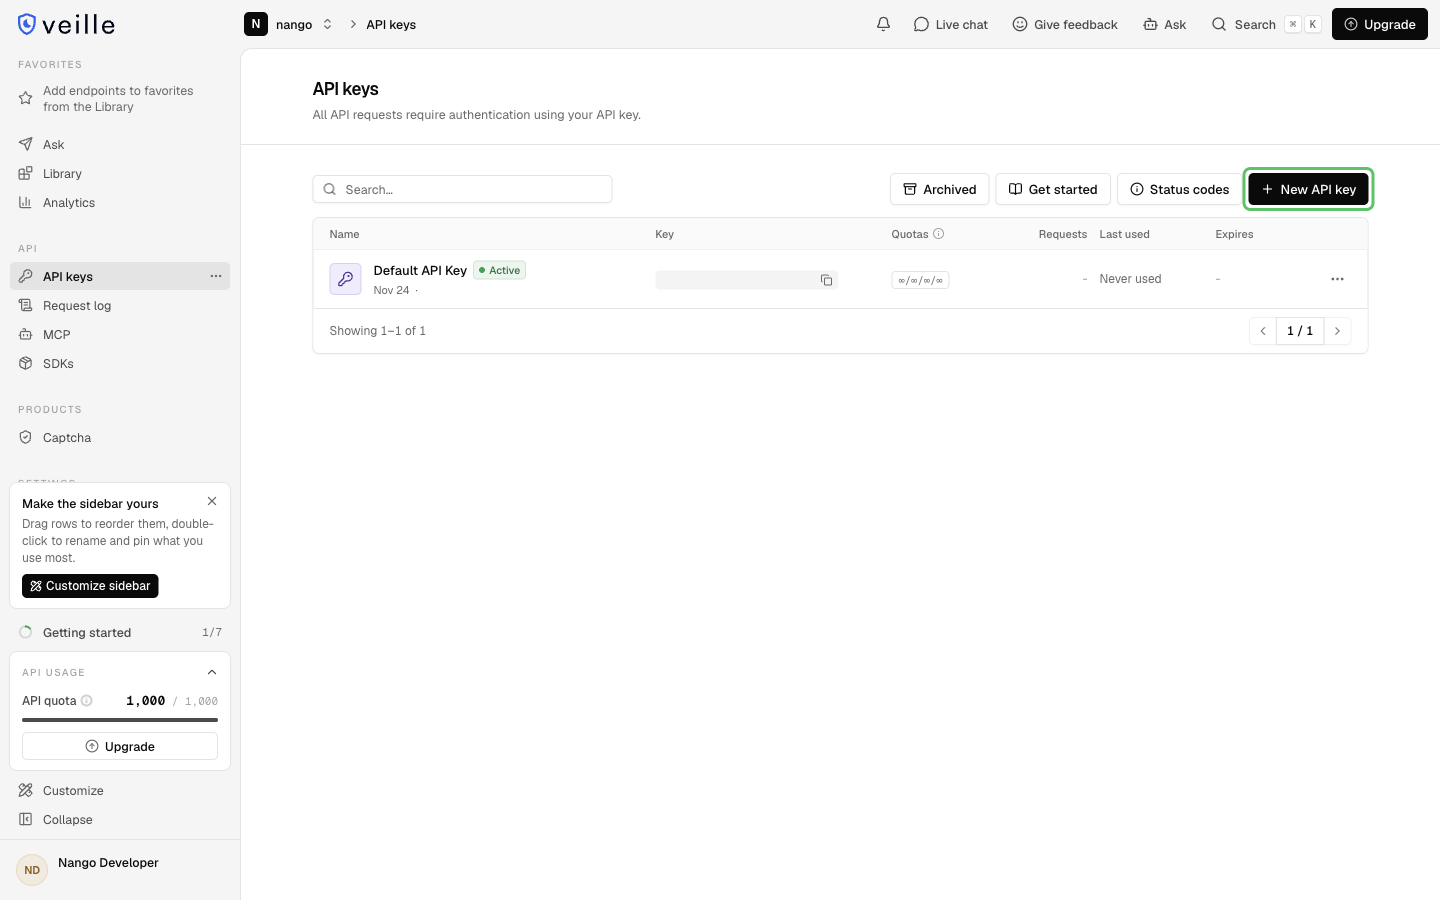 veille
N nango
API keys
Live chat
Give feedback
Ask
Search ⌘ K
Upgrade
FAVORITES
Add endpoints to favorites
from the Library
Ask
Library
Analytics
API
API keys
Request log
MCP
SDKs
PRODUCTS
Captcha
Make the sidebar yours
Drag rows to reorder them, double-
click to rename and pin what you
use most.
Customize sidebar
Getting started 1/7
API USAGE
API quota 1,000 / 1,000
Upgrade
Customize
Collapse
ND Nango Developer
API keys
All API requests require authentication using your API key.
Search...
Archived
Get started
Status codes
New API key
Name Key Quotas Requests Last used Expires
Default API Key Active
Nov 24 ·
∞/∞/∞/∞ - Never used -
Showing 1–1 of 1
1 / 1